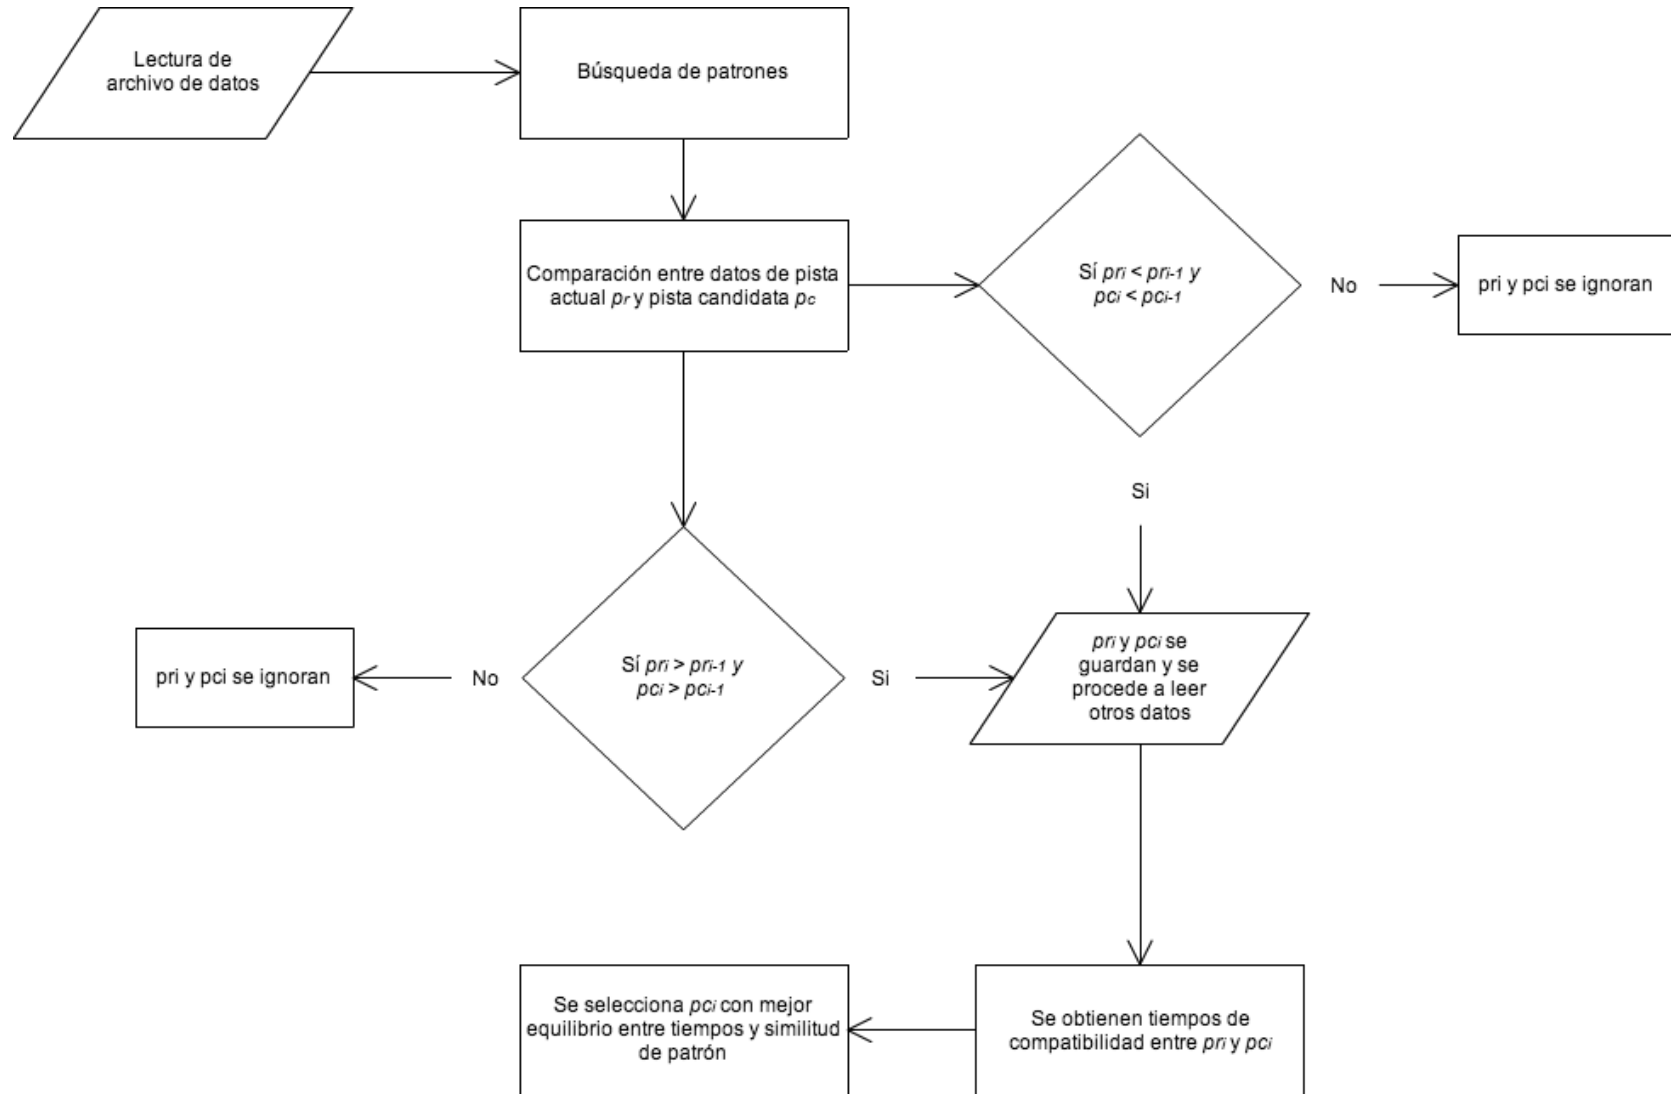 Lectura de
archivo de datos
Búsqueda de patrones
Comparación entre datos de pista
actual pr y pista candidata pc
Sí pri < pri-1 y
pci < pci-1
No
pri y pci se ignoran
Si
pri y pci se ignoran
No
Sí pri > pri-1 y
pci > pci-1
Si
pri y pci se
guardan y se
procede a leer
otros datos
Se selecciona pci con mejor
equilibrio entre tiempos y similitud
de patrón
Se obtienen tiempos de
compatibilidad entre pri y pci